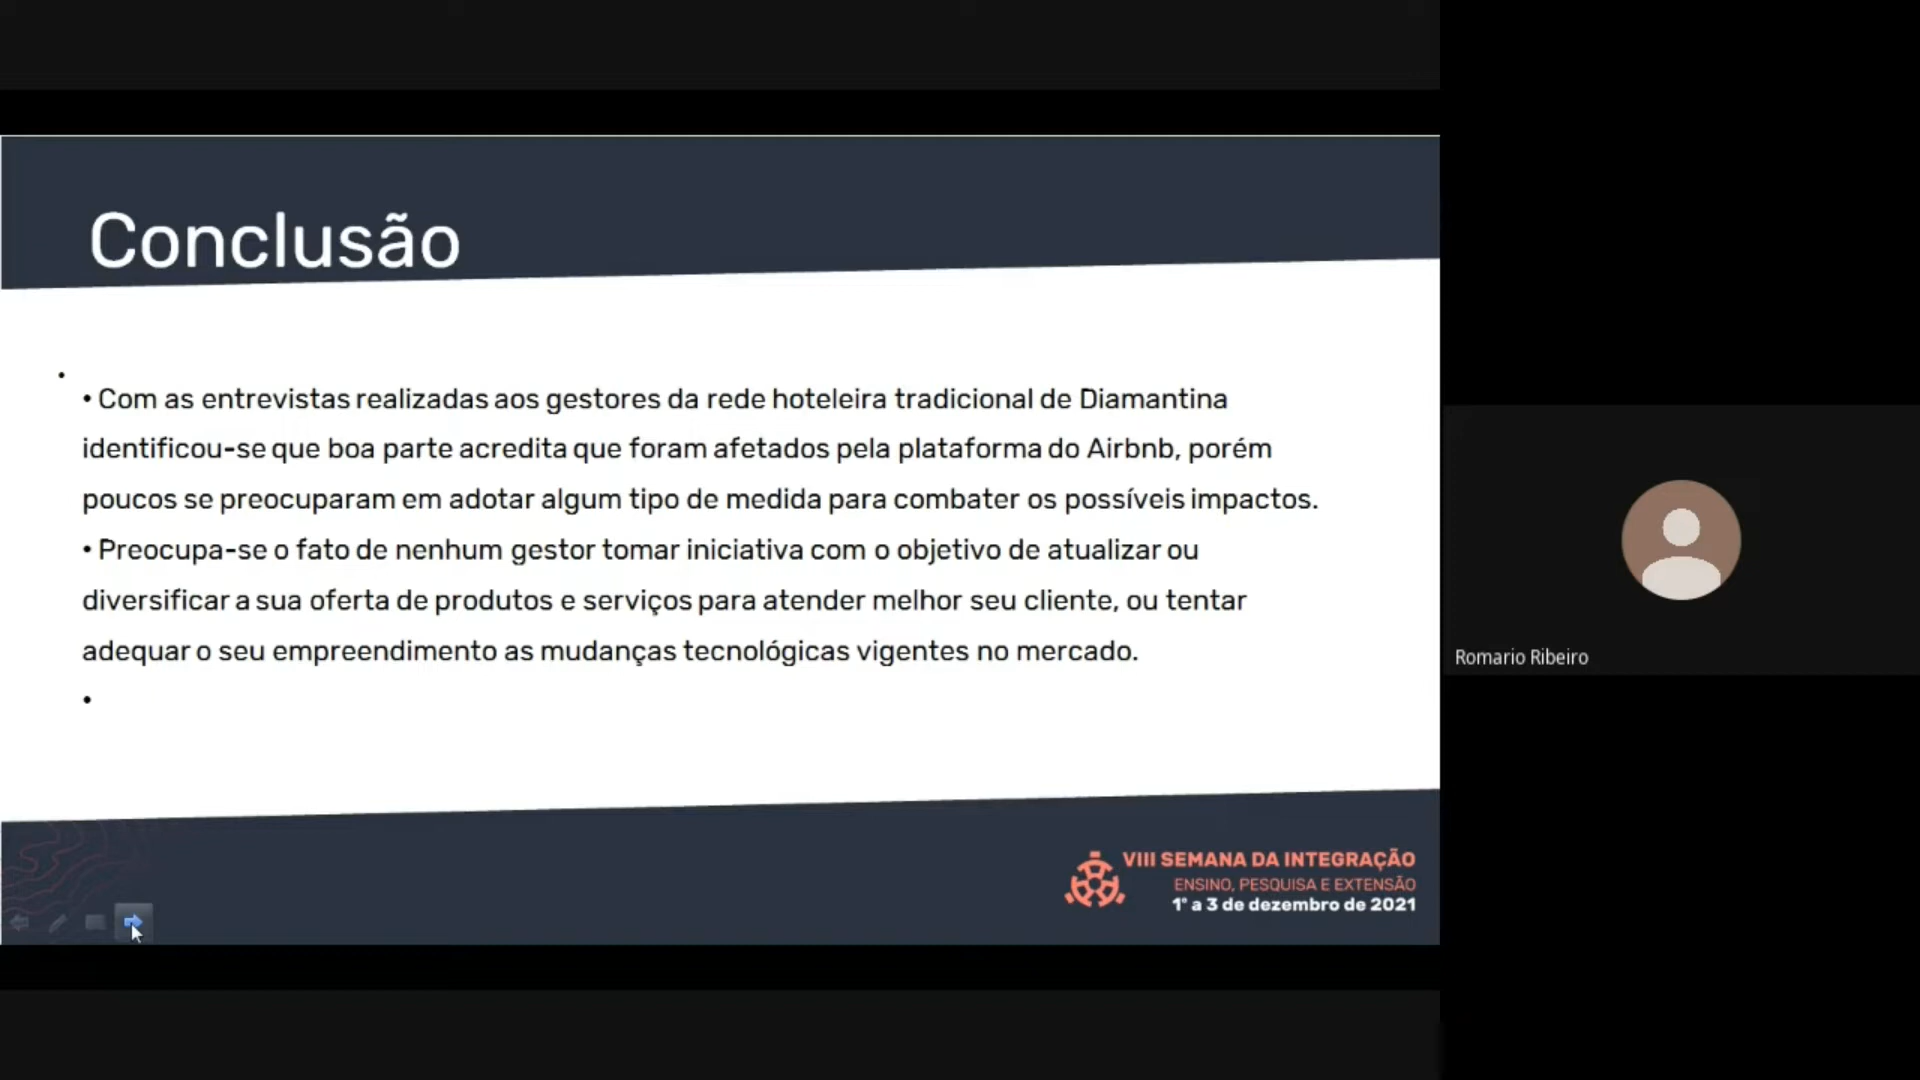 Conclusão
•
• Com as entrevistas realizadas aos gestores da rede hoteleira tradicional de Diamantina
identificou-se que boa parte acredita que foram afetados pela plataforma do Airbnb, porém
poucos se preocuparam em adotar algum tipo de medida para combater os possíveis impactos.
• Preocupa-se o fato de nenhum gestor tomar iniciativa com o objetivo de atualizar ou
diversificar a sua oferta de produtos e serviços para atender melhor seu cliente, ou tentar
adequar o seu empreendimento as mudanças tecnológicas vigentes no mercado.
•
VIII SEMANA DA INTEGRAÇÃO
ENSINO, PESQUISA E EXTENSÃO
1° a 3 de dezembro de 2021
Romario Ribeiro